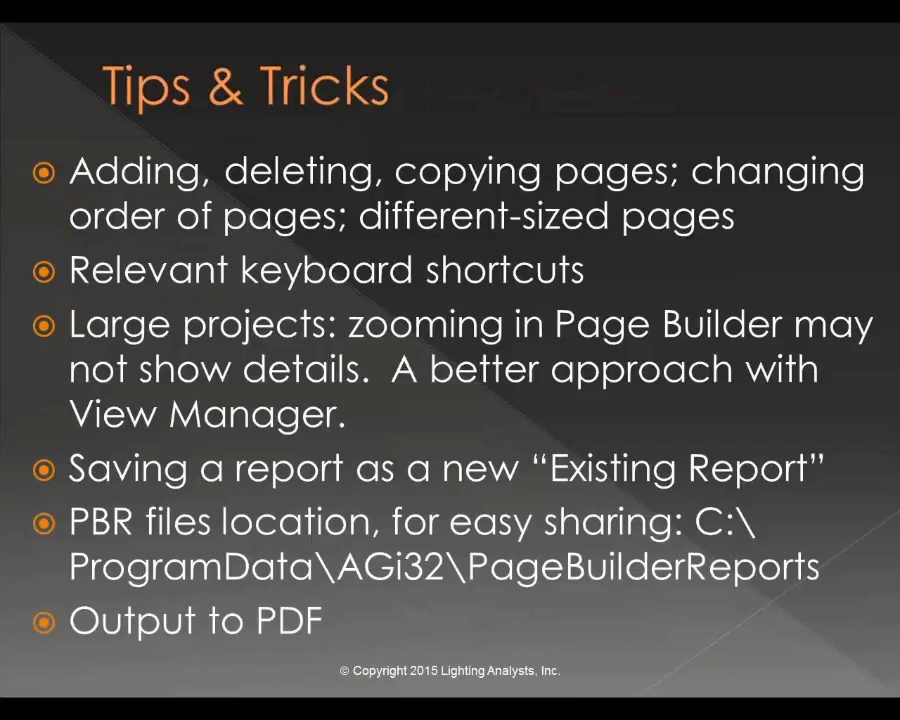 Tips & Tricks
Adding, deleting, copying pages; changing
order of pages; different-sized pages
Relevant keyboard shortcuts
Large projects: zooming in Page Builder may
not show details.  A better approach with
View Manager.
Saving a report as a new “Existing Report”
PBR files location, for easy sharing: C:\
ProgramData\AGi32\PageBuilderReports
Output to PDF
© Copyright 2015 Lighting Analysts, Inc.